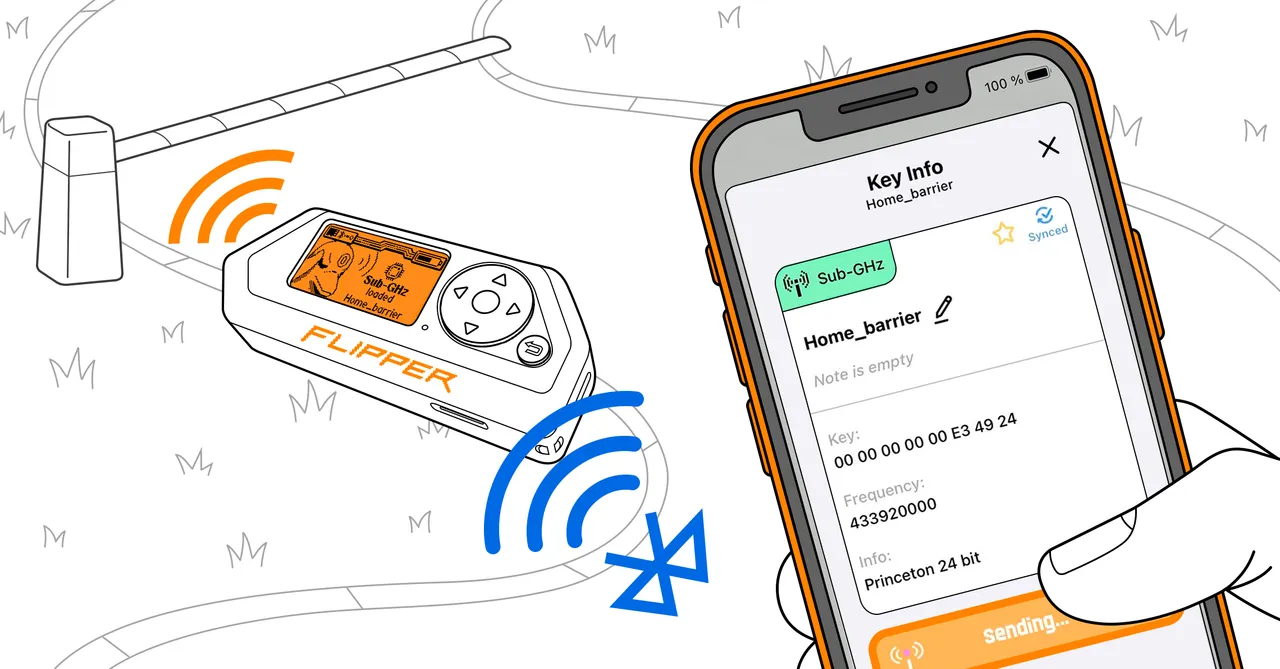 Sub-GHz
loaded
Home_barrier
FLIPPER
100 %
Key Info
Home_barrier
Synced
Sub-GHz
Home_barrier
Note is empty
Key:
00 00 00 00 00 E3 49 24
Frequency:
433920000
Info:
Princeton 24 bit
sending...